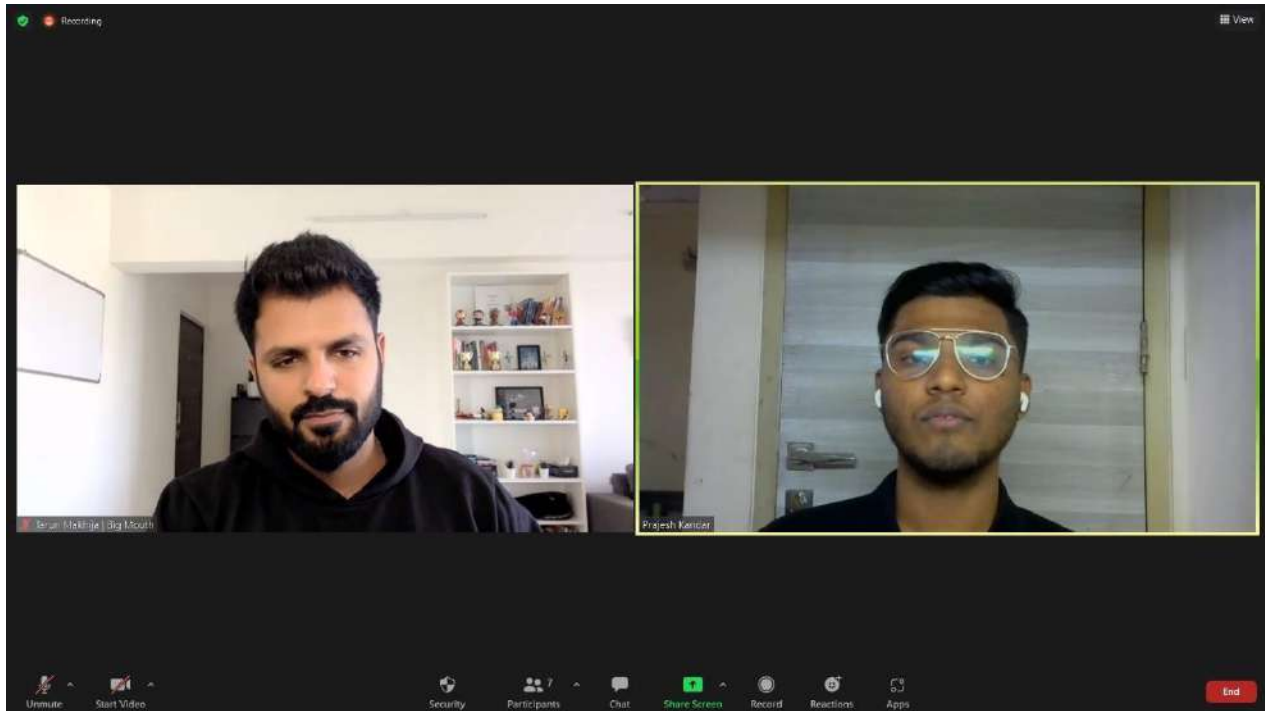 Recording
View
Tarun Makhija | Big Mouth
Prajesh Kandar
Unmute
Start Video
Security
Participants
7
Chat
Share Screen
Record
Reactions
Apps
End